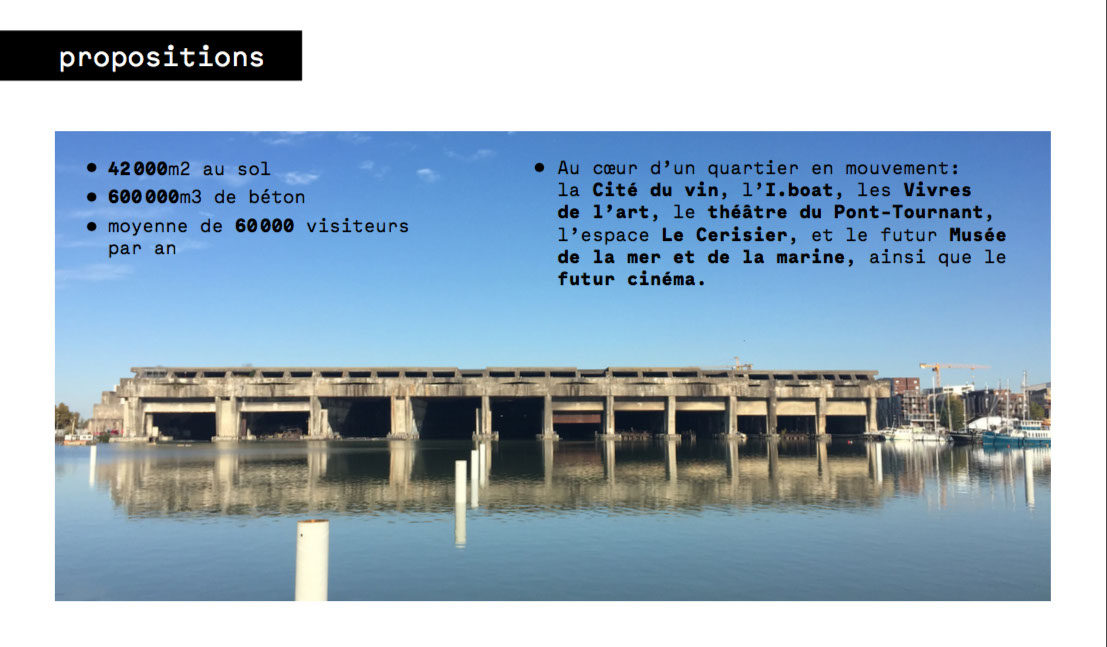 propositions
• 42000m2 au sol
• 600000m3 de béton
• moyenne de 60000 visiteurs
par an
• Au cœur d’un quartier en mouvement:
la Cité du vin, l’I.boat, les Vivres
de l’art, le théâtre du Pont-Tournant,
l’espace Le Cerisier, et le futur Musée
de la mer et de la marine, ainsi que le
futur cinéma.